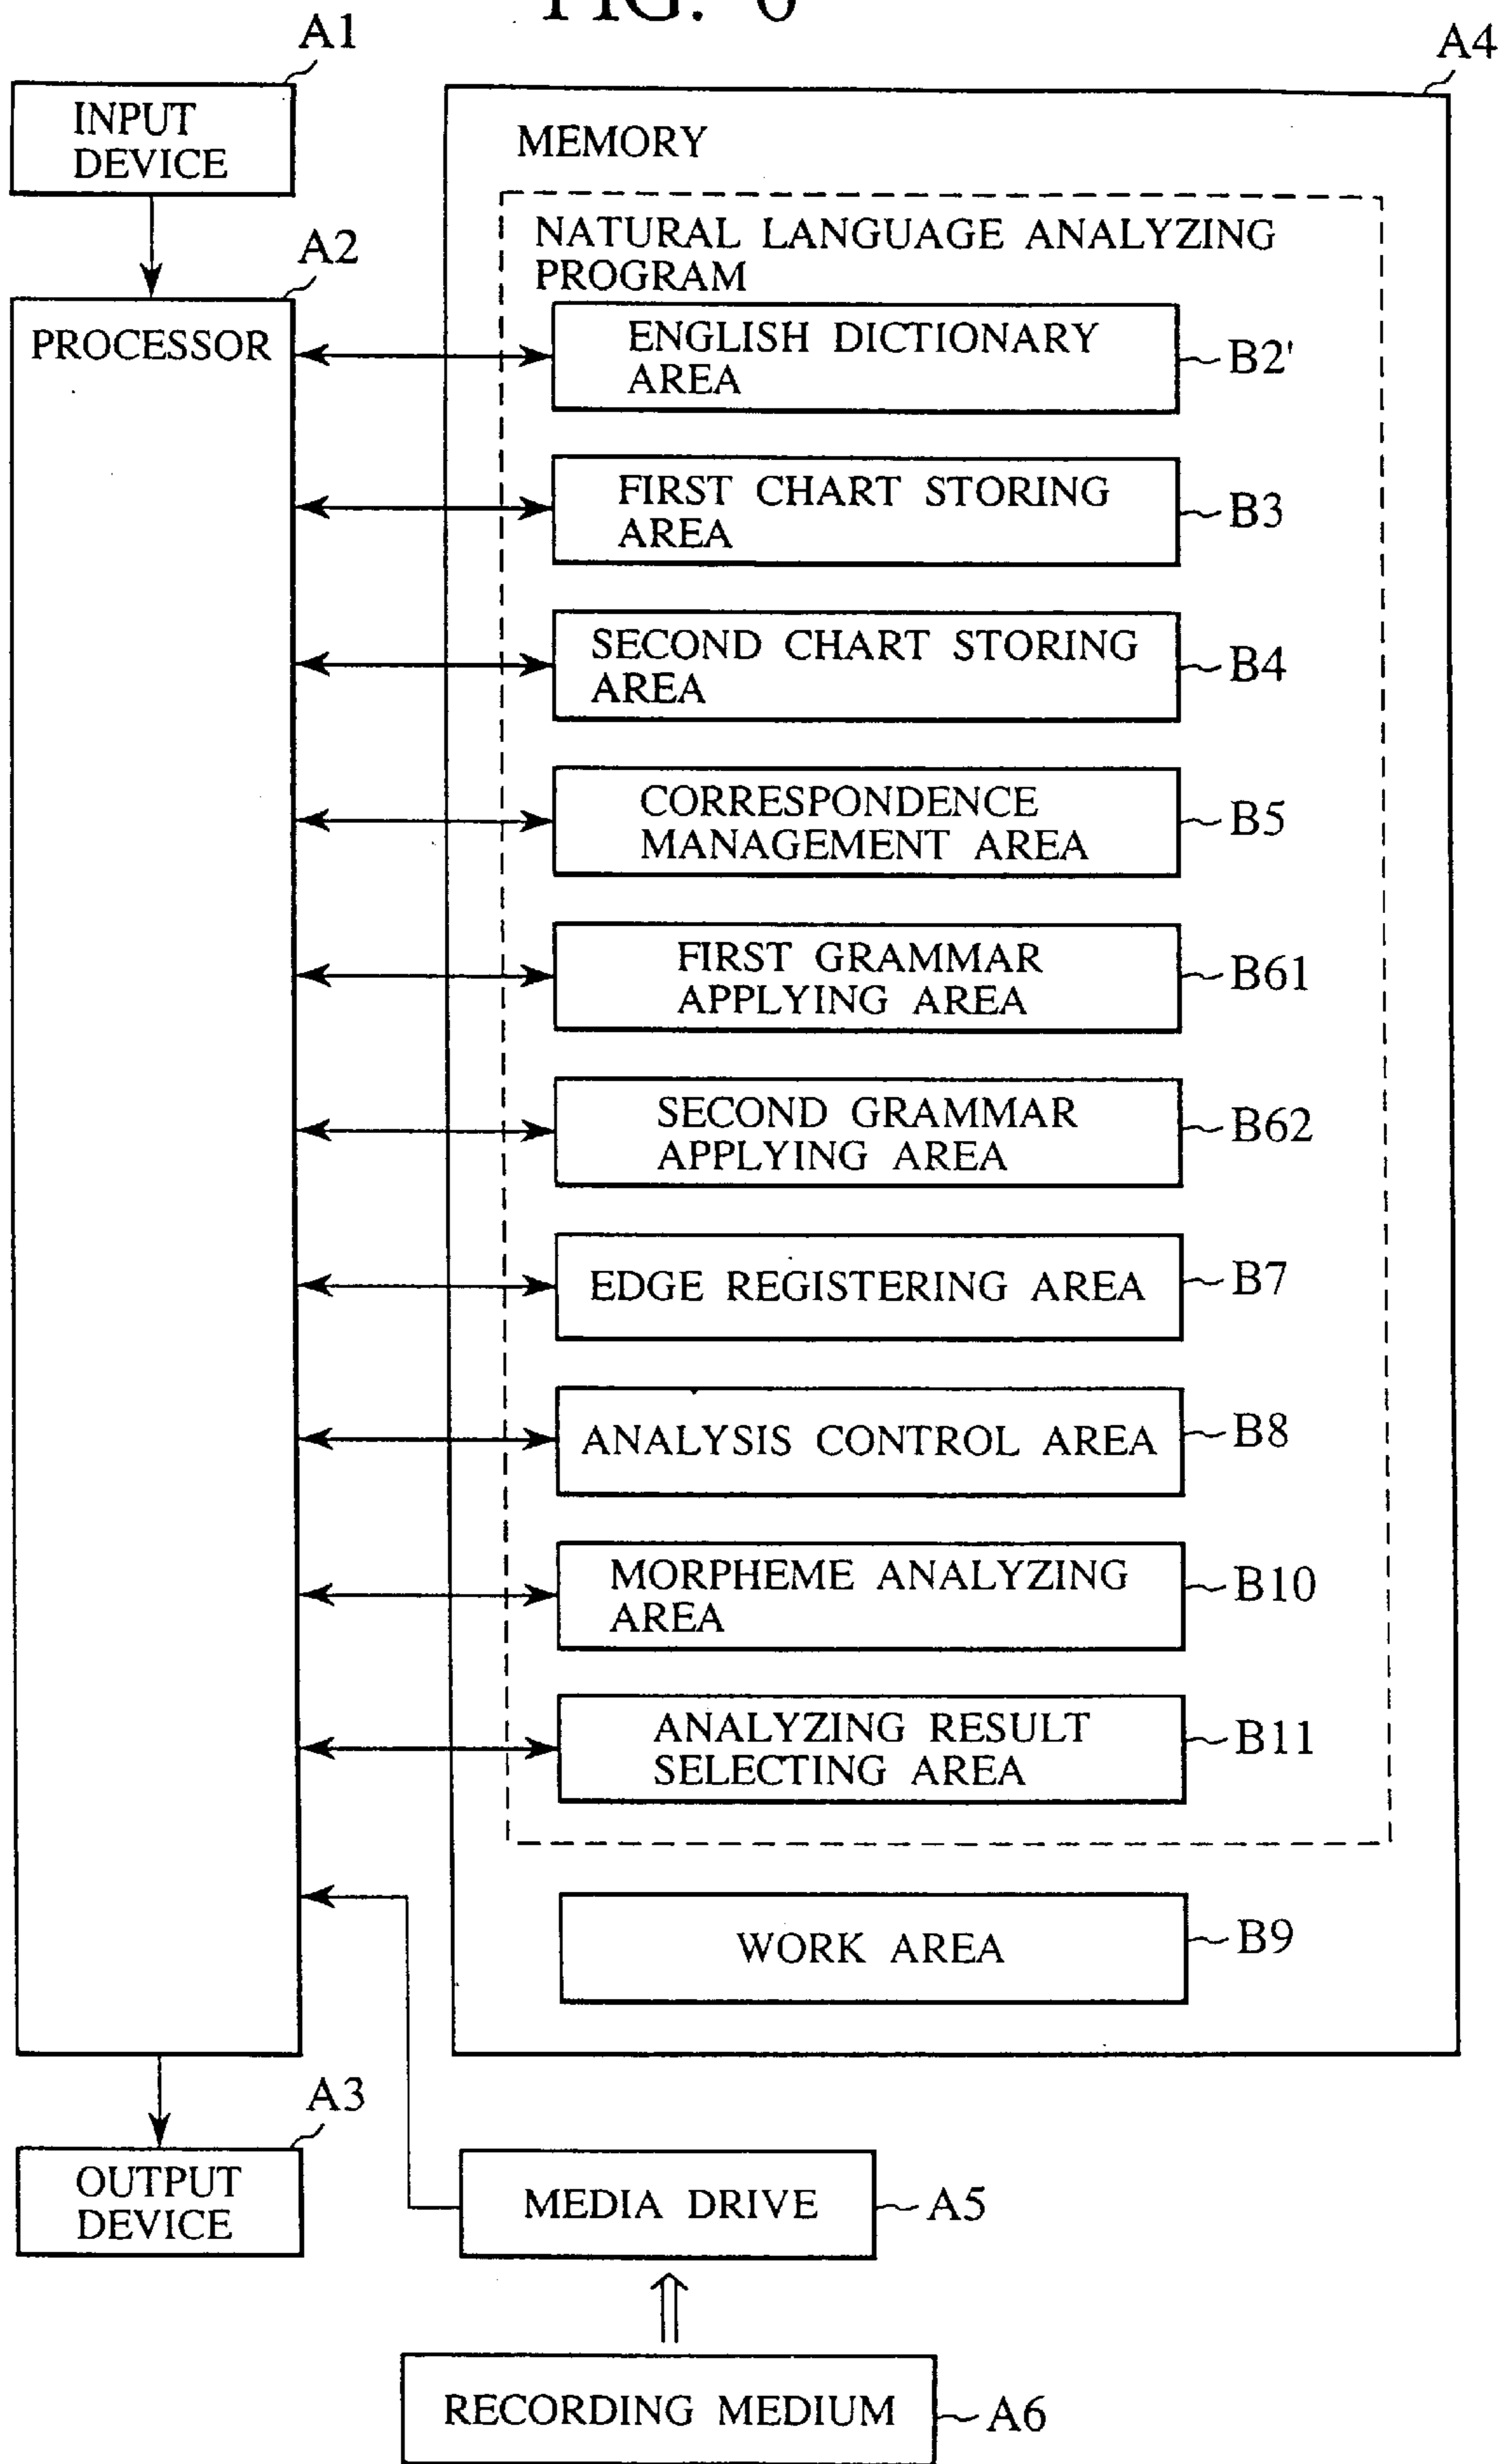 FIG. 6
A1
A4
INPUT
DEVICE
MEMORY
A2
NATURAL LANGUAGE ANALYZING
PROGRAM
PROCESSOR
ENGLISH DICTIONARY
AREA
B2'
FIRST CHART STORING
AREA
B3
SECOND CHART STORING
AREA
B4
CORRESPONDENCE
MANAGEMENT AREA
B5
FIRST GRAMMAR
APPLYING AREA
B61
SECOND GRAMMAR
APPLYING AREA
B62
EDGE REGISTERING AREA
B7
ANALYSIS CONTROL AREA
B8
MORPHEME ANALYZING
AREA
B10
ANALYZING RESULT
SELECTING AREA
B11
WORK AREA
B9
A3
OUTPUT
DEVICE
MEDIA DRIVE
A5
RECORDING MEDIUM
A6